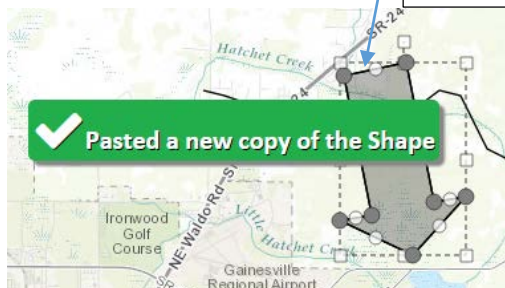 SR-24
Hatchet Creek
24
Pasted a new copy of the Shape
NE Waldo Rd-S
Ironwood
Golf
Course
Little
Hatchet Creek
Gainesville
Regional Airport